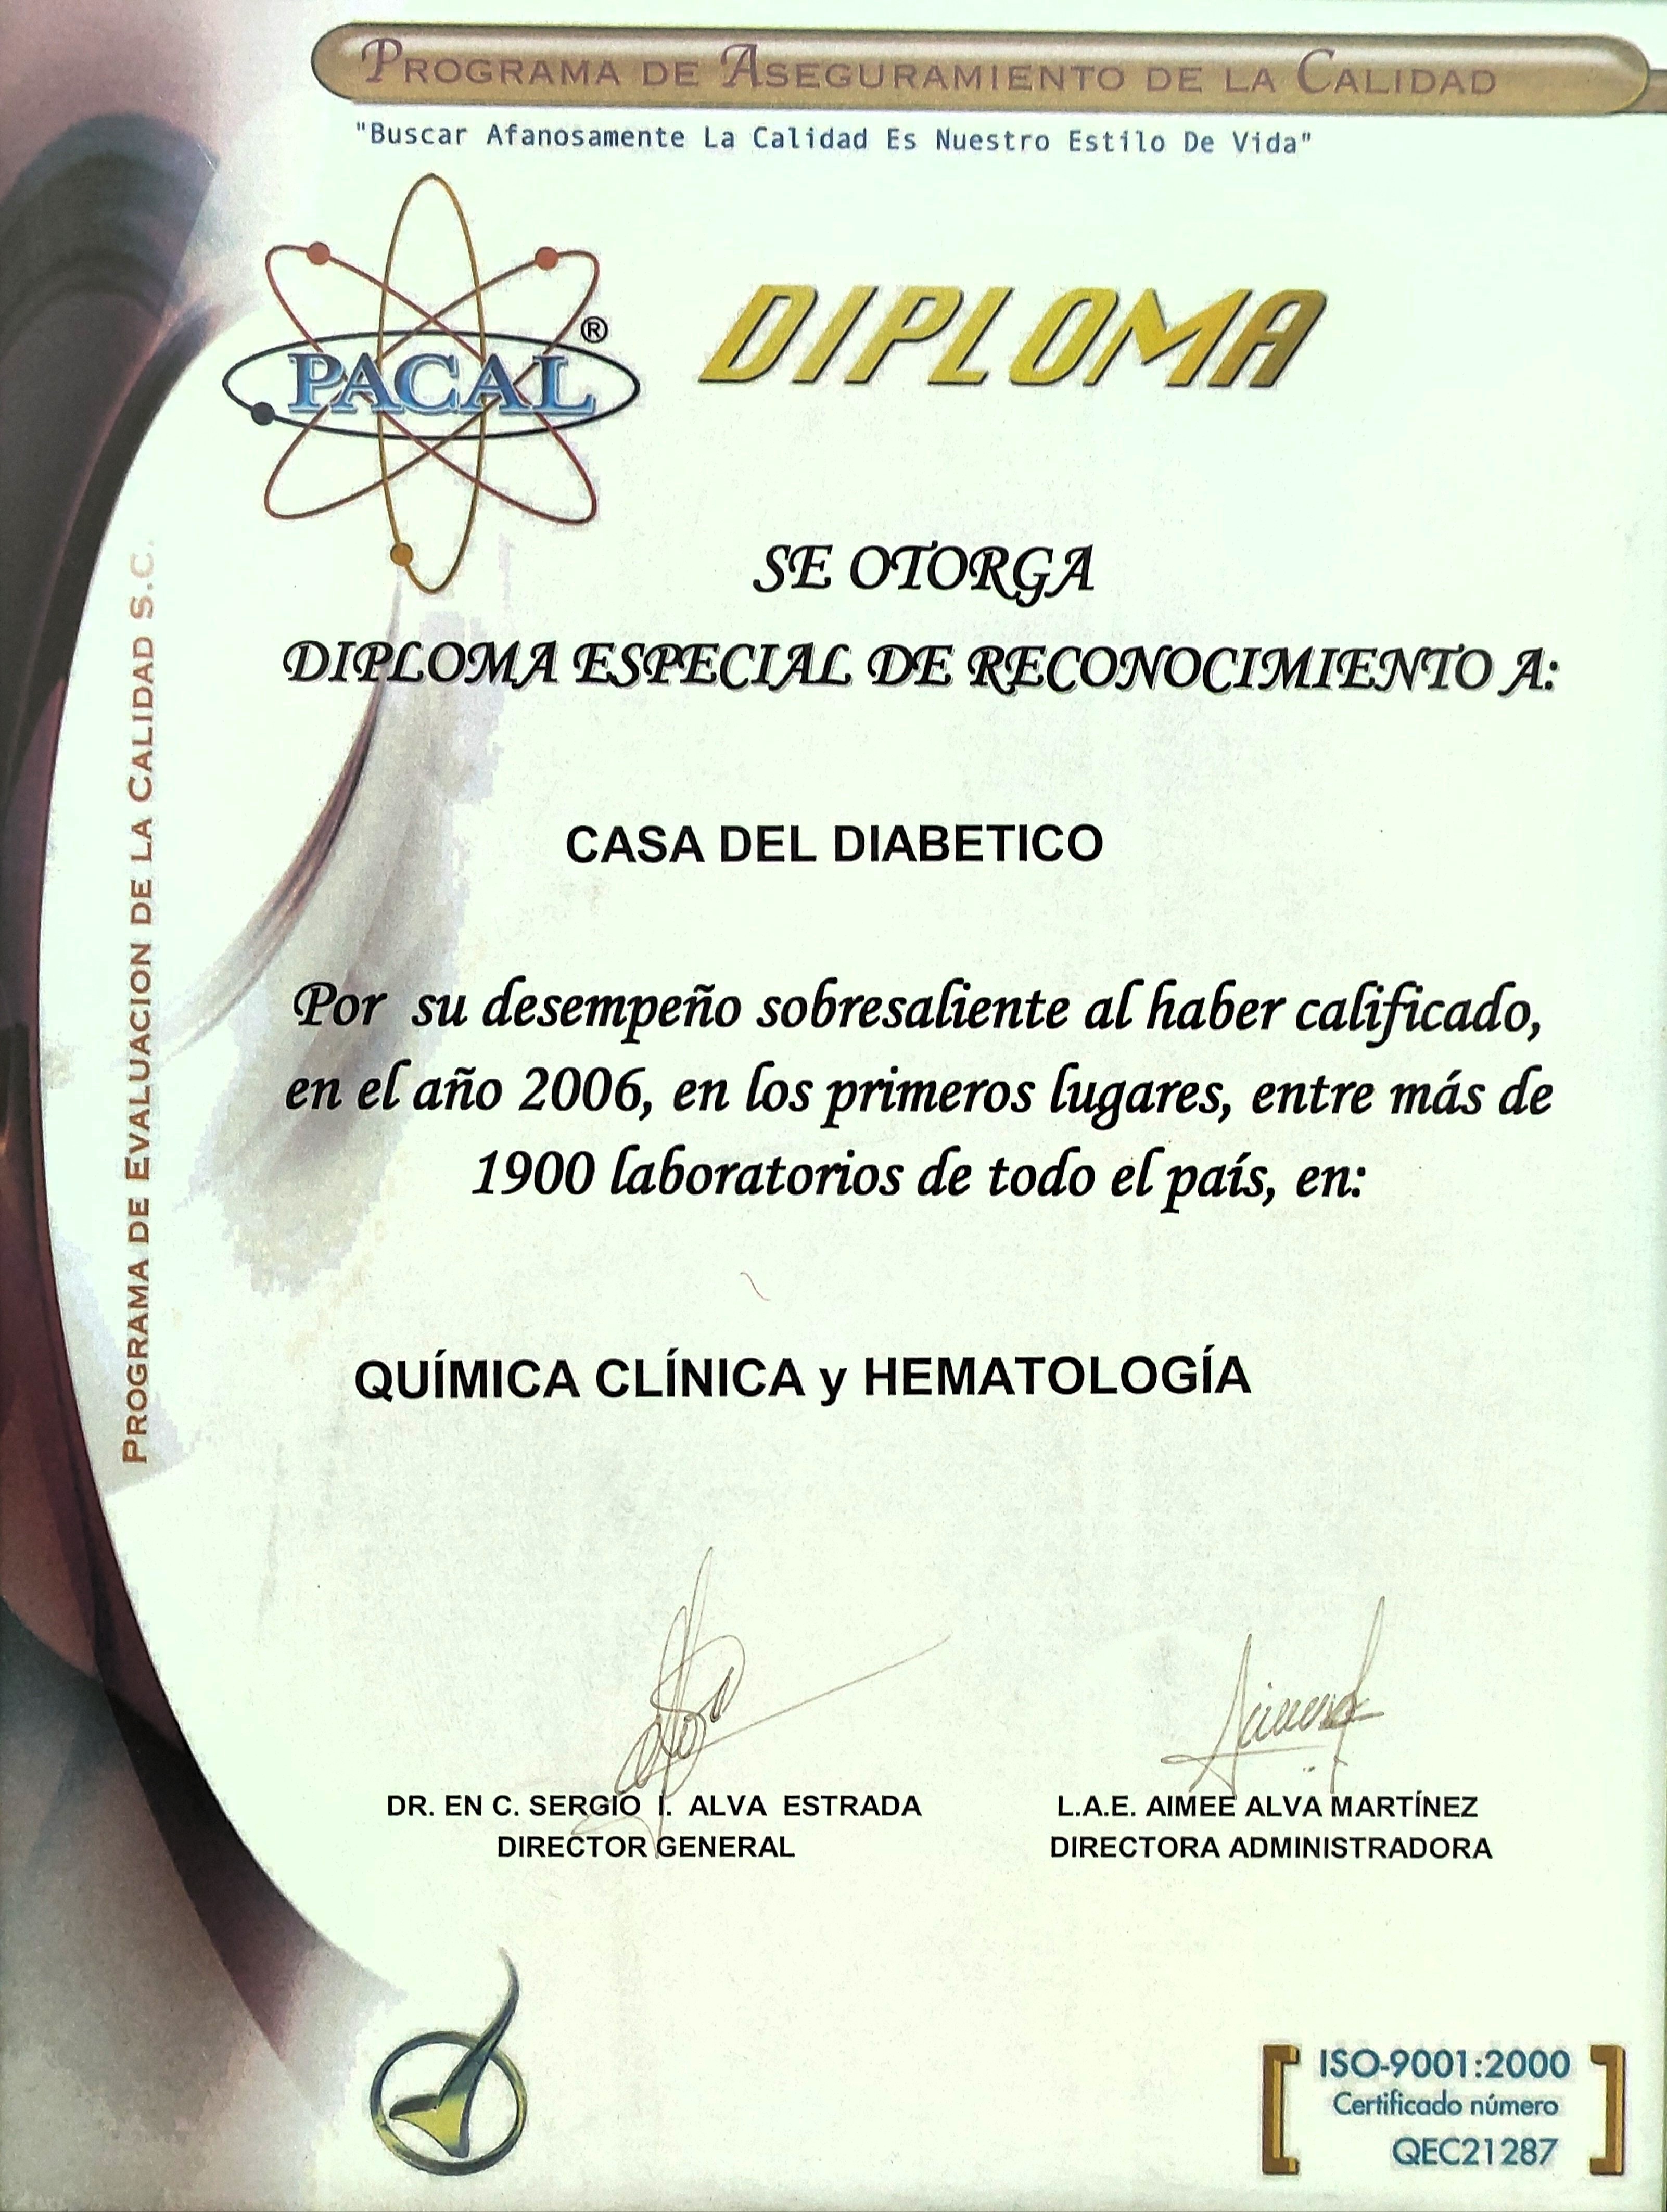 PROGRAMA DE ASEGURAMIENTO DE LA CALIDAD
"Buscar Afanosamente La Calidad Es Nuestro Estilo De Vida"
PACAL®
DIPLOMA
SE OTORGA
DIPLOMA ESPECIAL DE RECONOCIMIENTO A:
CASA DEL DIABETICO
Por su desempeño sobresaliente al haber calificado,
en el año 2006, en los primeros lugares, entre más de
1900 laboratorios de todo el país, en:
QUÍMICA CLÍNICA y HEMATOLOGÍA
PROGRAMA DE EVALUACION DE LA CALIDAD S.C.
DR. EN C. SERGIO I. ALVA ESTRADA
DIRECTOR GENERAL
L.A.E. AIMEE ALVA MARTÍNEZ
DIRECTORA ADMINISTRADORA
ISO-9001:2000
Certificado número
QEC21287